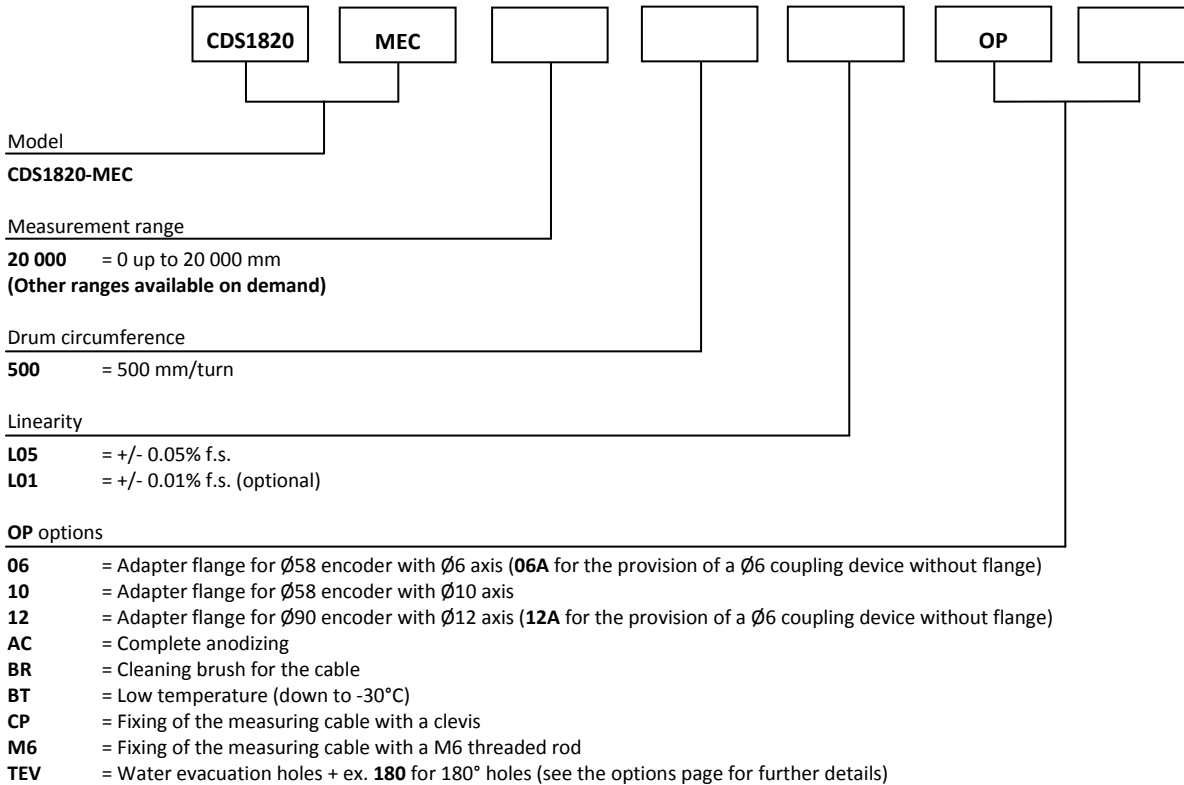 CDS1820 MEC OP
Model
CDS1820-MEC
Measurement range
20 000 = 0 up to 20 000 mm
(Other ranges available on demand)
Drum circumference
500 = 500 mm/turn
Linearity
L05 = +/- 0.05% f.s.
L01 = +/- 0.01% f.s. (optional)
OP options
06 = Adapter flange for Ø58 encoder with Ø6 axis (06A for the provision of a Ø6 coupling device without flange)
10 = Adapter flange for Ø58 encoder with Ø10 axis
12 = Adapter flange for Ø90 encoder with Ø12 axis (12A for the provision of a Ø6 coupling device without flange)
AC = Complete anodizing
BR = Cleaning brush for the cable
BT = Low temperature (down to -30°C)
CP = Fixing of the measuring cable with a clevis
M6 = Fixing of the measuring cable with a M6 threaded rod
TEV = Water evacuation holes + ex. 180 for 180° holes (see the options page for further details)